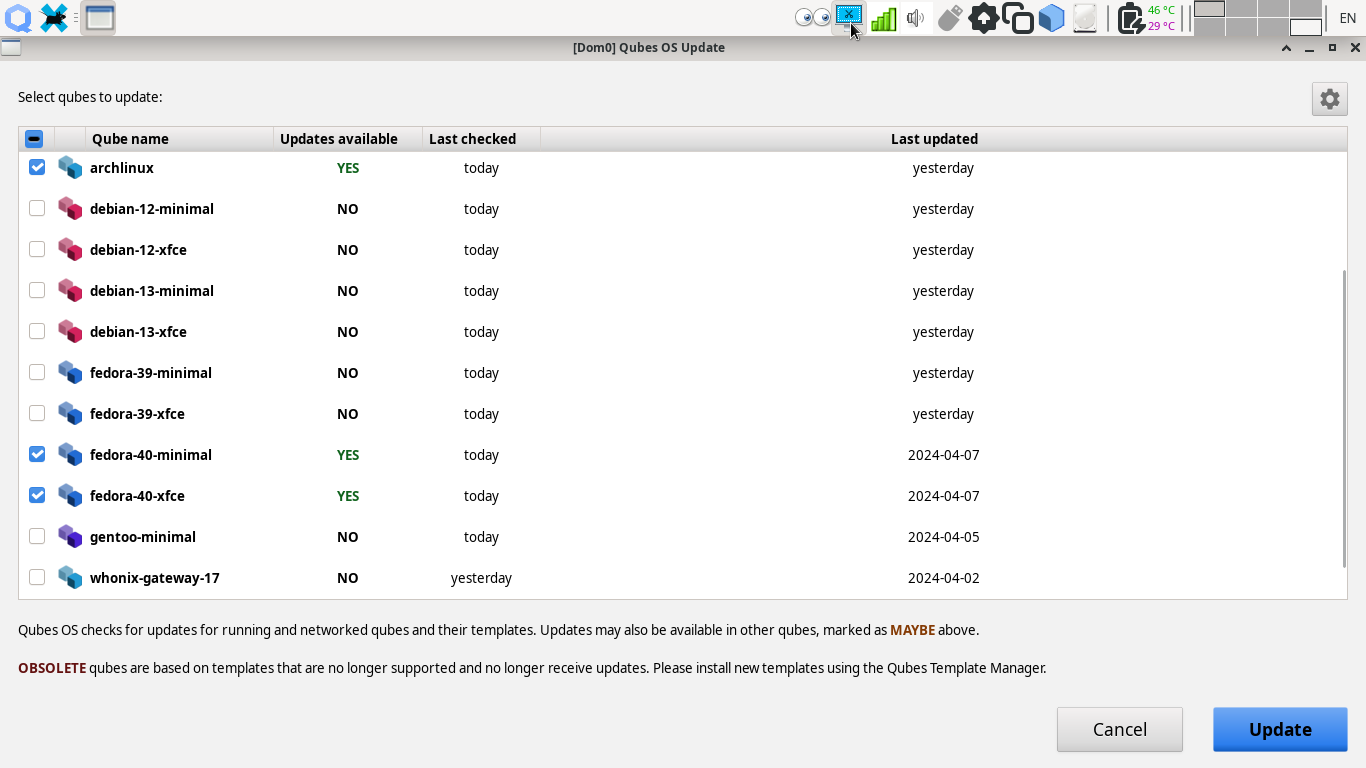 46 °C
29 °C
EN
[Dom0] Qubes OS Update
Select qubes to update:
Qube name Updates available Last checked Last updated
archlinux YES today yesterday
debian-12-minimal NO today yesterday
debian-12-xfce NO today yesterday
debian-13-minimal NO today yesterday
debian-13-xfce NO today yesterday
fedora-39-minimal NO today yesterday
fedora-39-xfce NO today yesterday
fedora-40-minimal YES today 2024-04-07
fedora-40-xfce YES today 2024-04-07
gentoo-minimal NO today 2024-04-05
whonix-gateway-17 NO yesterday 2024-04-02
Qubes OS checks for updates for running and networked qubes and their templates. Updates may also be available in other qubes, marked as MAYBE above.
OBSOLETE qubes are based on templates that are no longer supported and no longer receive updates. Please install new templates using the Qubes Template Manager.
Cancel Update